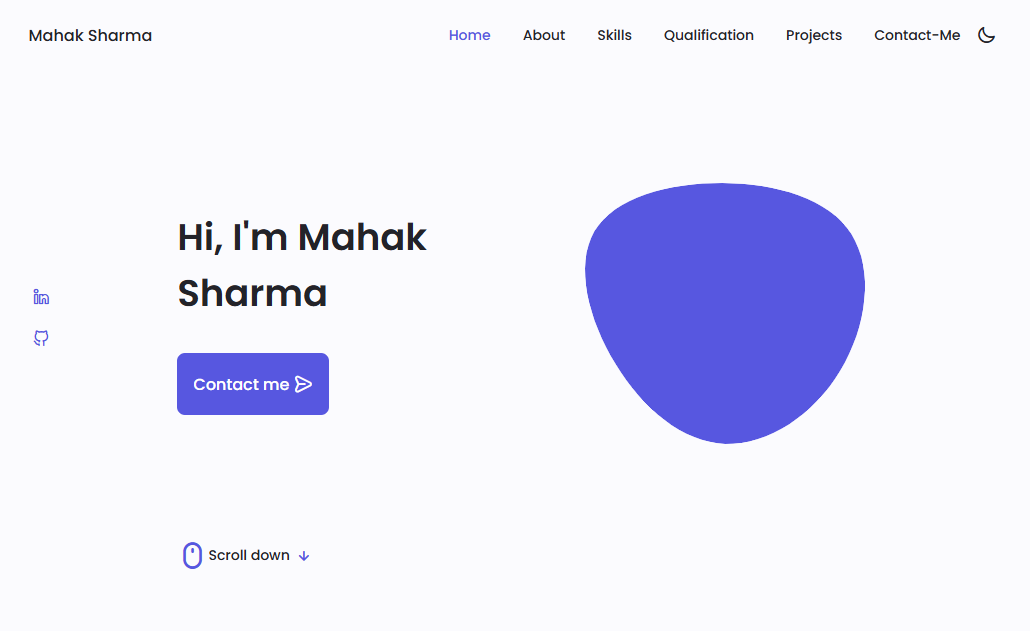 Mahak Sharma
Home About Skills Qualification Projects Contact-Me
Hi, I'm Mahak
Sharma
Contact me
Scroll down